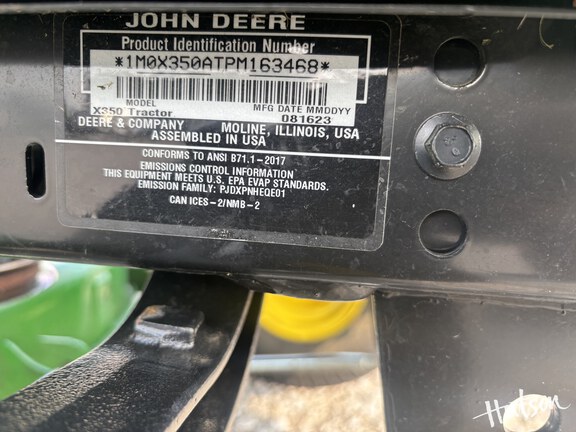 JOHN DEERE
Product Identification Number
*1M0X350ATPM163468*
MODEL
MFG DATE MMDDYY
X350 Tractor
081623
DEERE & COMPANY
MOLINE, ILLINOIS, USA
ASSEMBLED IN USA
CONFORMS TO ANSI B71.1-2017
EMISSIONS CONTROL INFORMATION
THIS EQUIPMENT MEETS U.S. EPA EVAP STANDARDS.
EMISSION FAMILY: PJDXPNHEQE01
CAN ICES-2/NMB-2
Hutson